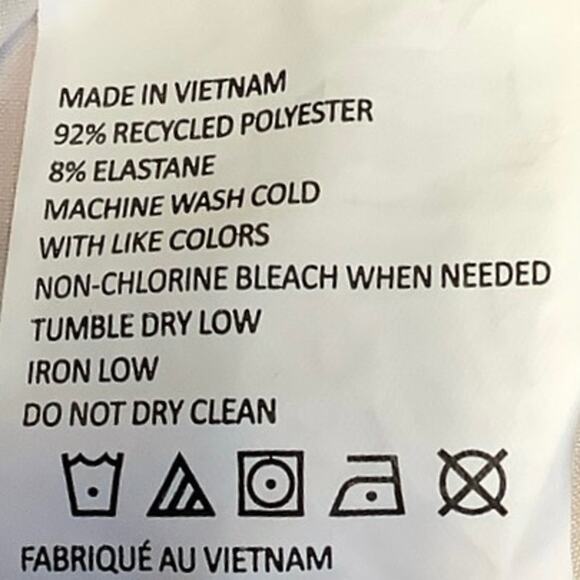 MADE IN VIETNAM
92% RECYCLED POLYESTER
8% ELASTANE
MACHINE WASH COLD
WITH LIKE COLORS
NON-CHLORINE BLEACH WHEN NEEDED
TUMBLE DRY LOW
IRON LOW
DO NOT DRY CLEAN
FABRIQUÉ AU VIETNAM